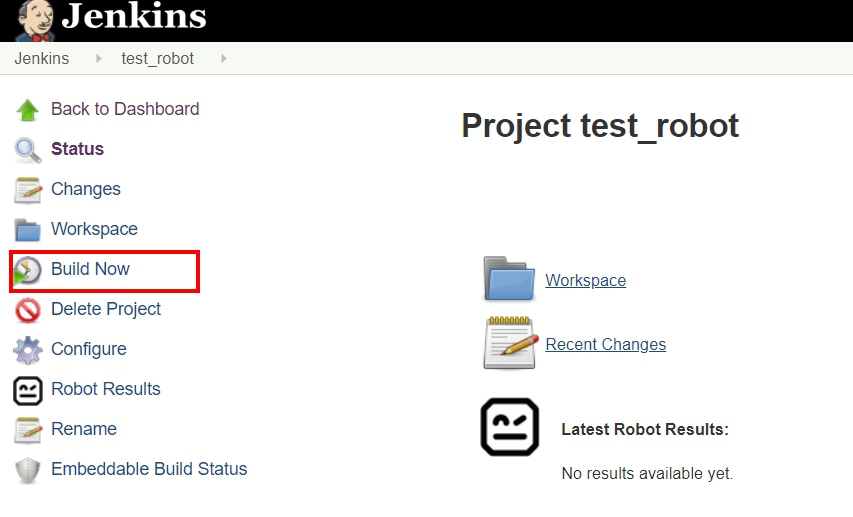 Jenkins
Jenkins test_robot
Back to Dashboard
Status
Changes
Workspace
Build Now
Delete Project
Configure
Robot Results
Rename
Embeddable Build Status
Project test_robot
Workspace
Recent Changes
Latest Robot Results:
No results available yet.